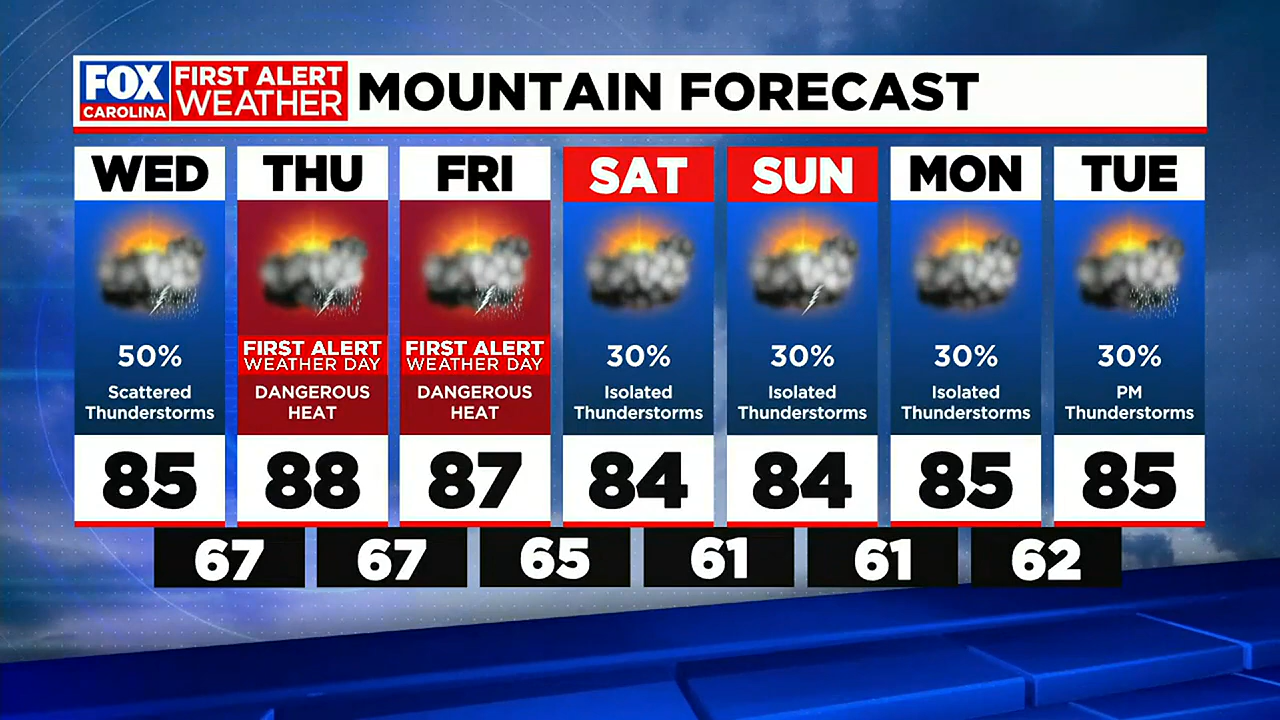 FOX CAROLINA
FIRST ALERT
WEATHER
MOUNTAIN FORECAST
WED
50%
Scattered
Thunderstorms
85
THU
FIRST ALERT
WEATHER DAY
DANGEROUS
HEAT
88
FRI
FIRST ALERT
WEATHER DAY
DANGEROUS
HEAT
87
SAT
30%
Isolated
Thunderstorms
84
SUN
30%
Isolated
Thunderstorms
84
MON
30%
Isolated
Thunderstorms
85
TUE
30%
PM
Thunderstorms
85
67
67
65
61
61
62